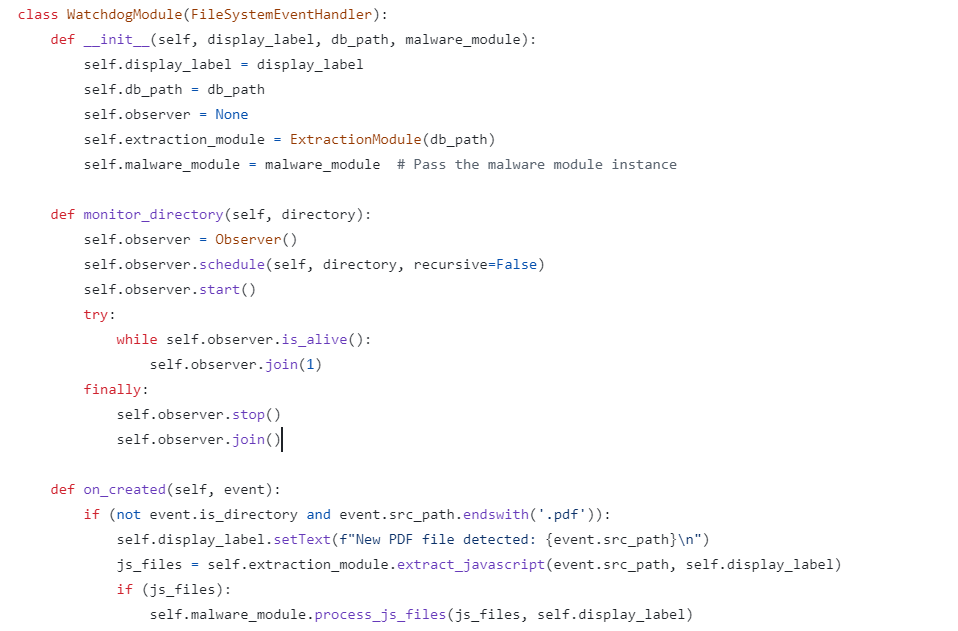 class WatchdogModule(FileSystemEventHandler):
    def __init__(self, display_label, db_path, malware_module):
        self.display_label = display_label
        self.db_path = db_path
        self.observer = None
        self.extraction_module = ExtractionModule(db_path)
        self.malware_module = malware_module  # Pass the malware module instance

    def monitor_directory(self, directory):
        self.observer = Observer()
        self.observer.schedule(self, directory, recursive=False)
        self.observer.start()
        try:
            while self.observer.is_alive():
                self.observer.join(1)
        finally:
            self.observer.stop()
            self.observer.join()

    def on_created(self, event):
        if (not event.is_directory and event.src_path.endswith('.pdf')):
            self.display_label.setText(f"New PDF file detected: {event.src_path}\n")
            js_files = self.extraction_module.extract_javascript(event.src_path, self.display_label)
            if (js_files):
                self.malware_module.process_js_files(js_files, self.display_label)